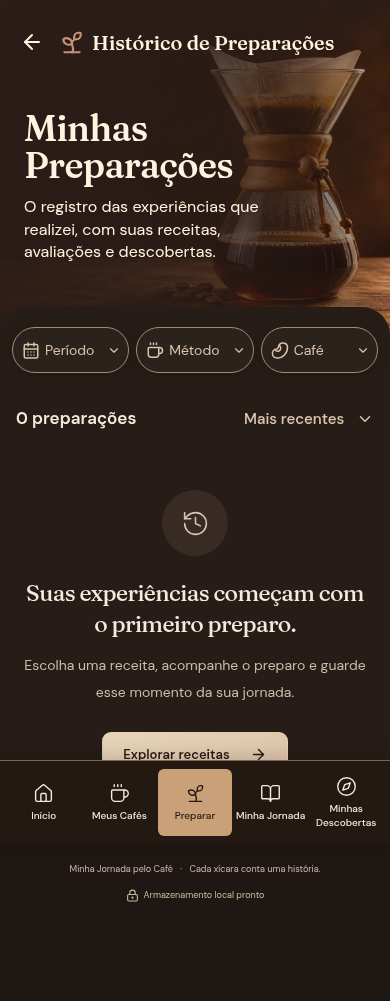 Histórico de Preparações
Minhas
Preparações
O registro das experiências que
realizei, com suas receitas,
avaliações e descobertas.
Período
Método
Café
0 preparações
Mais recentes
Suas experiências começam com
o primeiro preparo.
Escolha uma receita, acompanhe o preparo e guarde
esse momento da sua jornada.
Explorar receitas
Início
Meus Cafés
Preparar
Minha Jornada
Minhas
Descobertas
Minha Jornada pelo Café · Cada xícara conta uma história.
Armazenamento local pronto